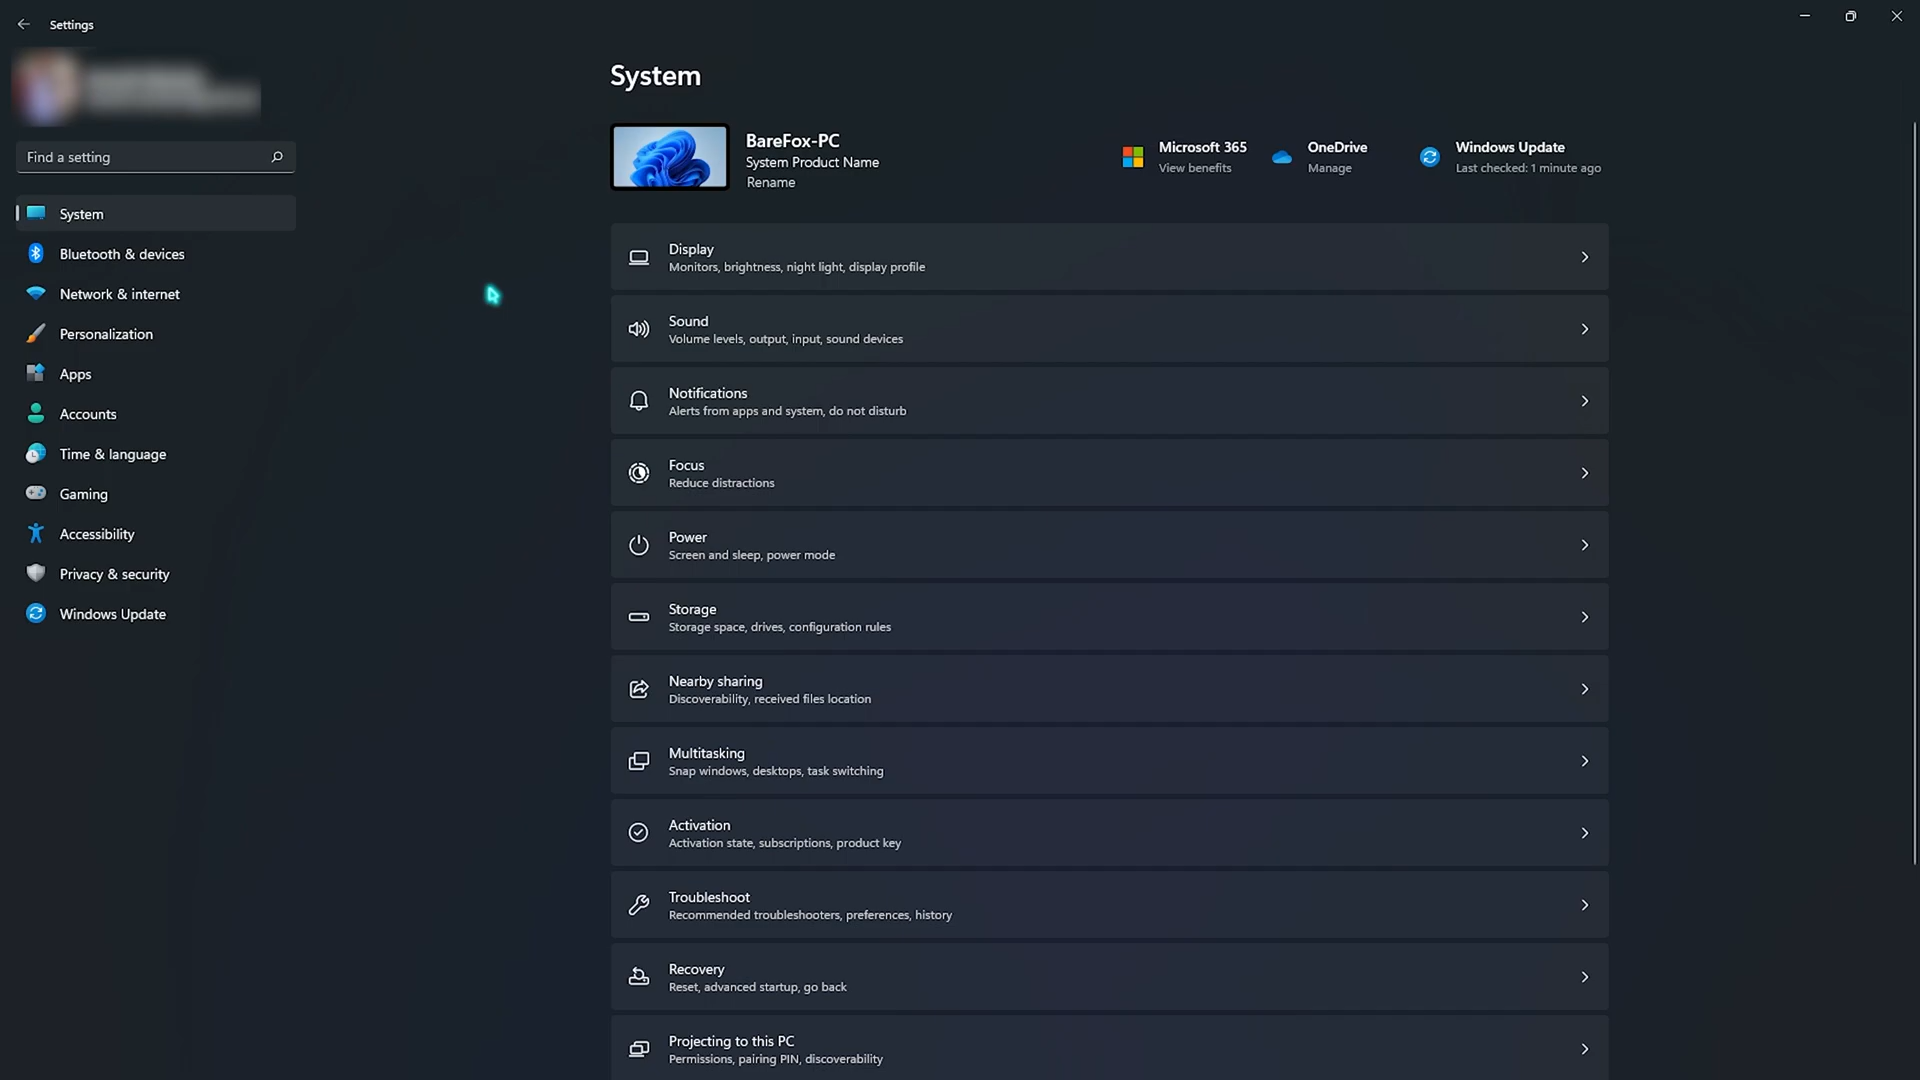 Settings
Find a setting
System
Bluetooth & devices
Network & internet
Personalization
Apps
Accounts
Time & language
Gaming
Accessibility
Privacy & security
Windows Update
System
BareFox-PC
System Product Name
Rename
Microsoft 365
View benefits
OneDrive
Manage
Windows Update
Last checked: 1 minute ago
Display
Monitors, brightness, night light, display profile
Sound
Volume levels, output, input, sound devices
Notifications
Alerts from apps and system, do not disturb
Focus
Reduce distractions
Power
Screen and sleep, power mode
Storage
Storage space, drives, configuration rules
Nearby sharing
Discoverability, received files location
Multitasking
Snap windows, desktops, task switching
Activation
Activation state, subscriptions, product key
Troubleshoot
Recommended troubleshooters, preferences, history
Recovery
Reset, advanced startup, go back
Projecting to this PC
Permissions, pairing PIN, discoverability